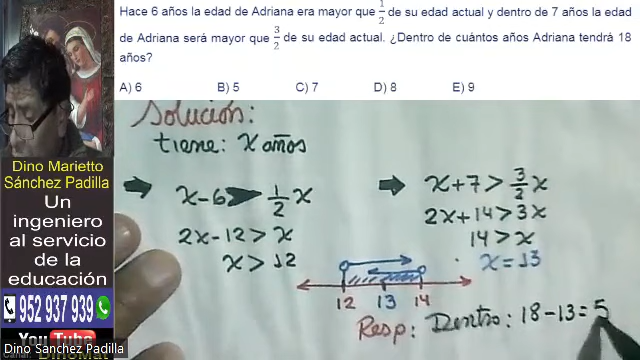 Hace 6 años la edad de Adriana era mayor que 1/2 de su edad actual y dentro de 7 años la edad
de Adriana será mayor que 3/2 de su edad actual. ¿Dentro de cuántos años Adriana tendrá 18
años?
A) 6 B) 5 C) 7 D) 8 E) 9
Solución:
tiene: x años
x-6 > 1/2 x
2x-12 > x
x > 12
x+7 > 3/2 x
2x+14 > 3x
14 > x
x = 13
12 13 14
Resp: Dentro: 18-13=5
Dino Marietto
Sánchez Padilla
Un
ingeniero
al servicio
de la
educación
952 937 939
You Tube
Dino Sánchez Padilla